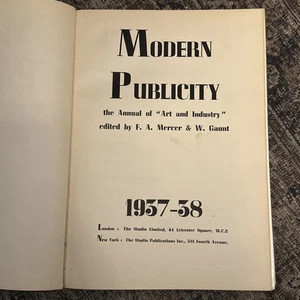 MODERN
PUBLICITY
the Annual of "Art and Industry"
edited by F. A. Mercer & W. Gaunt
1937-38
London : The Studio Limited, 44 Leicester Square, W.C.2
New York : The Studio Publications Inc., 381 Fourth Avenue.